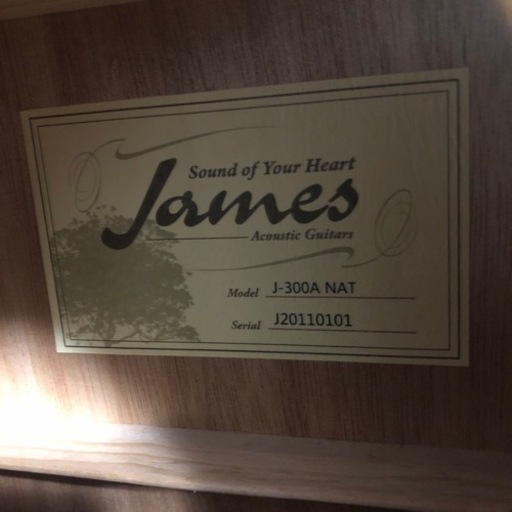 Sound of Your Heart
James
Acoustic Guitars
Model J-300A NAT
Serial J20110101